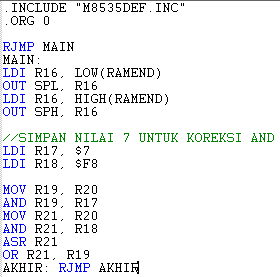 .INCLUDE "M8535DEF.INC"
.ORG 0
RJMP MAIN
MAIN:
LDI R16, LOW(RAMEND)
OUT SPL, R16
LDI R16, HIGH(RAMEND)
OUT SPH, R16
//SIMPAN NILAI 7 UNTUK KOREKSI AND
LDI R17, $7
LDI R18, $F8
MOV R19, R20
AND R19, R17
MOV R21, R20
AND R21, R18
ASR R21
OR R21, R19
AKHIR: RJMP AKHIR